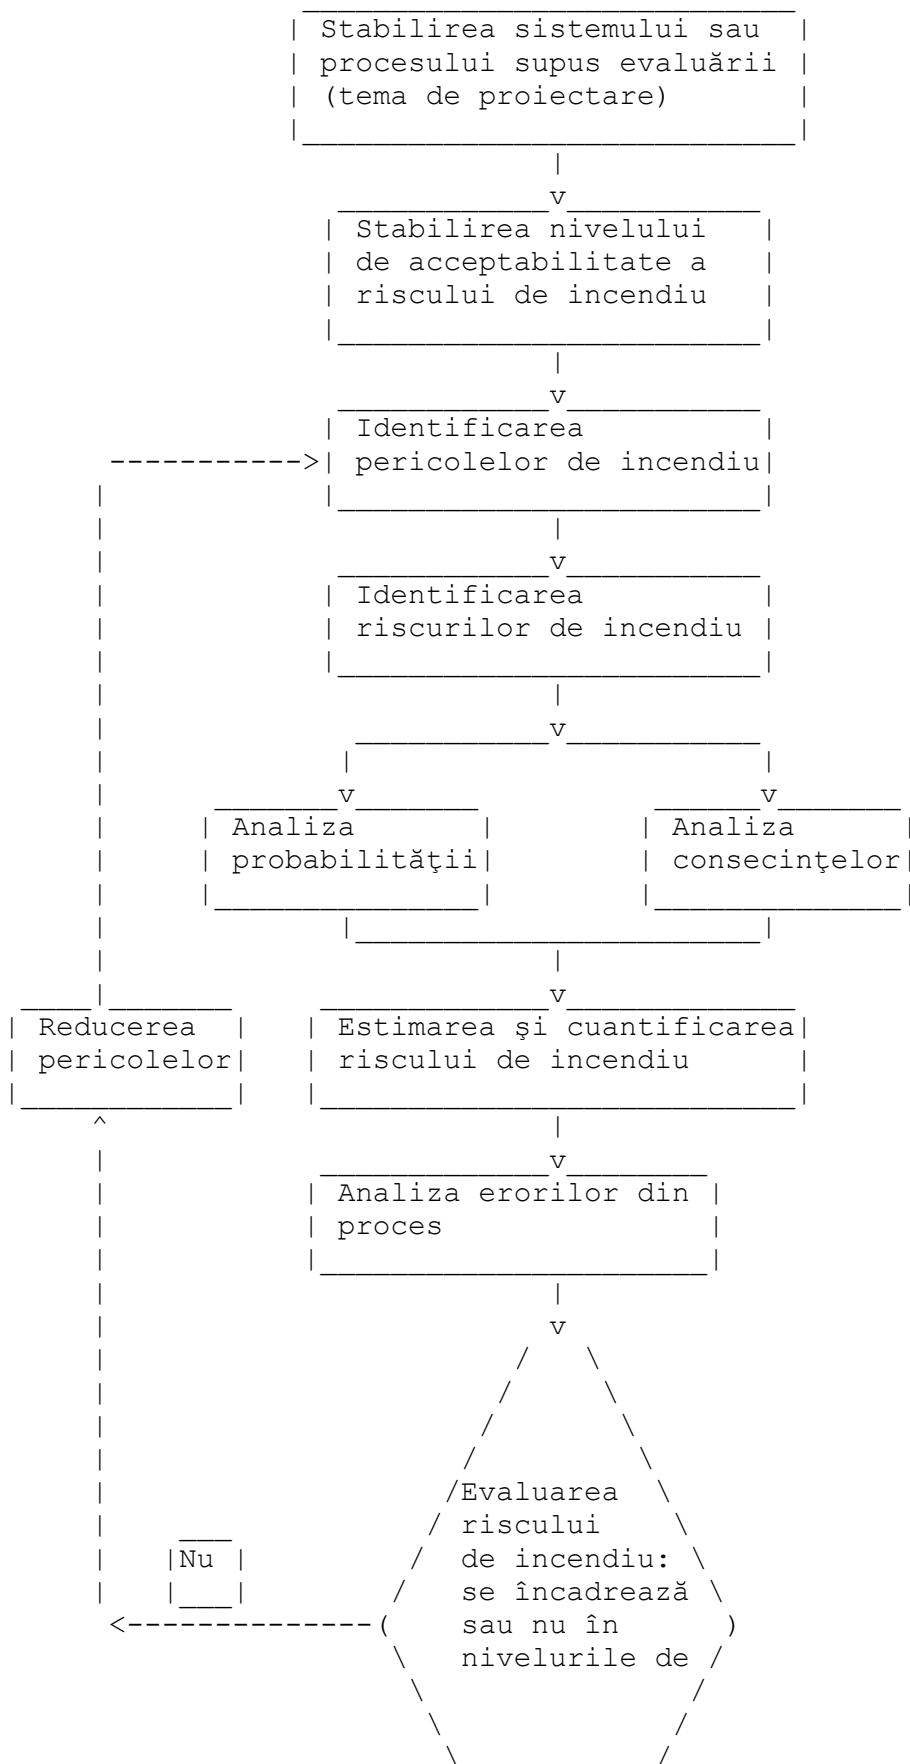 Stabilirea sistemului sau
procesului supus evaluării
(tema de proiectare)
Stabilirea nivelului
de acceptabilitate a
riscului de incendiu
Identificarea
pericolelor de incendiu
Identificarea
riscurilor de incendiu
Analiza
probabilităţii
Analiza
consecinţelor
Reducerea
pericolelor
Estimarea şi cuantificarea
riscului de incendiu
Analiza erorilor din
proces
Evaluarea
riscului
de incendiu:
se încadrează
sau nu în
nivelurile de
Nu